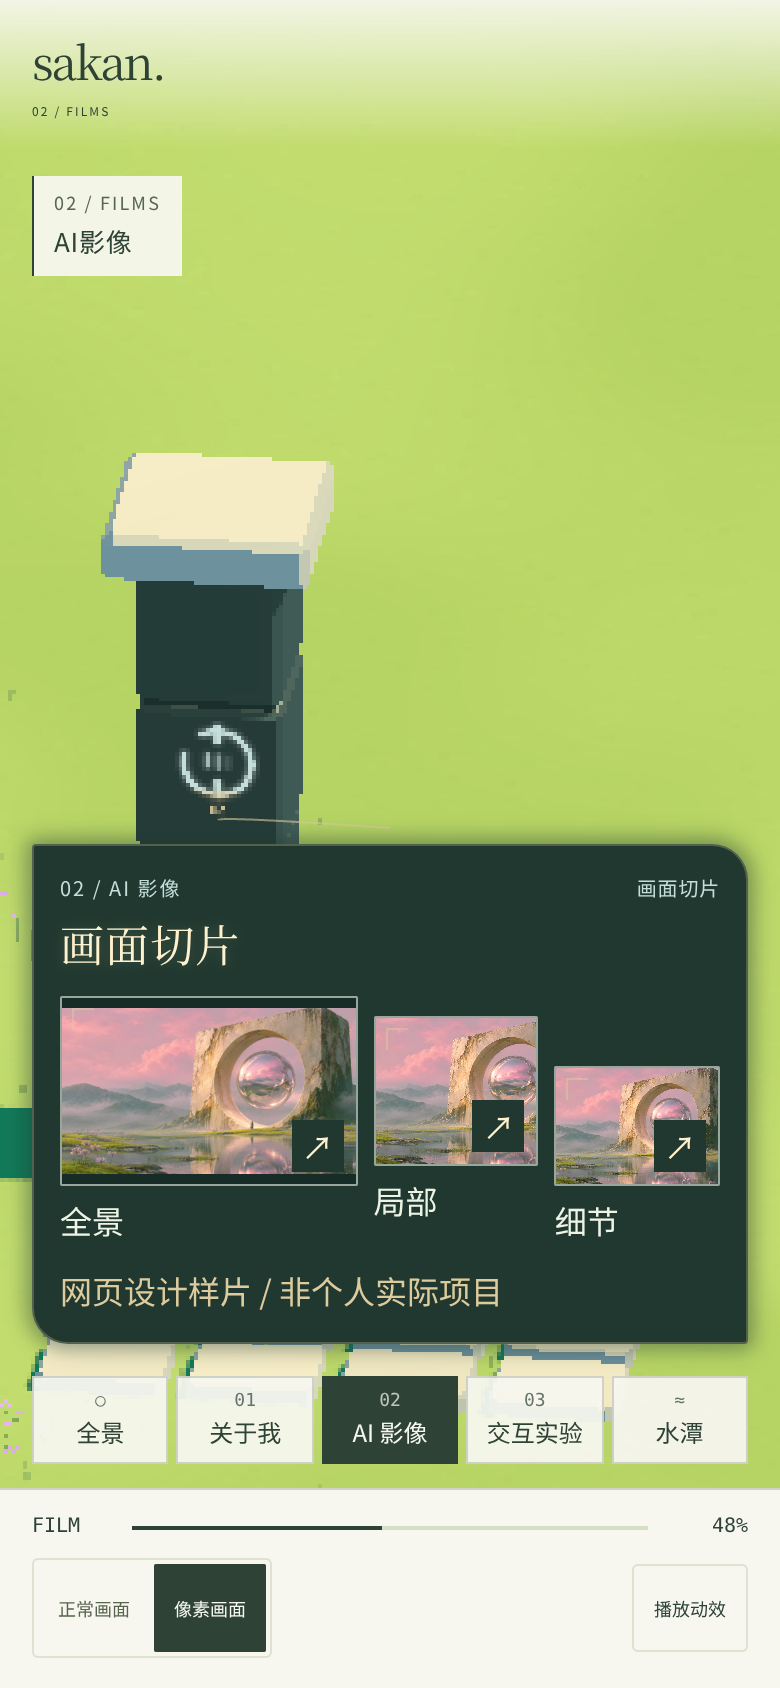 sakan.
02 / FILMS
02 / FILMS
AI影像
02 / AI 影像
画面切片
画面切片
全景
局部
细节
网页设计样片 / 非个人实际项目
○
全景
01
关于我
02
AI 影像
03
交互实验
≈
水潭
FILM
48%
正常画面
像素画面
播放动效